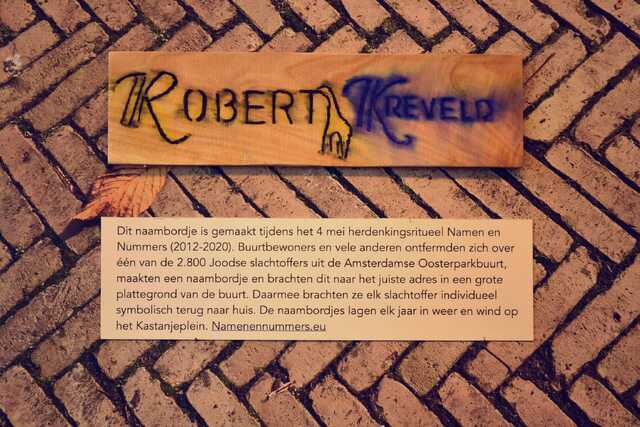 ROBERT KREVELD
Dit naambordje is gemaakt tijdens het 4 mei herdenkingsritueel Namen en
Nummers (2012-2020). Buurtbewoners en vele anderen ontfermden zich over
één van de 2.800 Joodse slachtoffers uit de Amsterdamse Oosterparkbuurt,
maakten een naambordje en brachten dit naar het juiste adres in een grote
plattegrond van de buurt. Daarmee brachten ze elk slachtoffer individueel
symbolisch terug naar huis. De naambordjes lagen elk jaar in weer en wind op
het Kastanjeplein. Namenennummers.eu